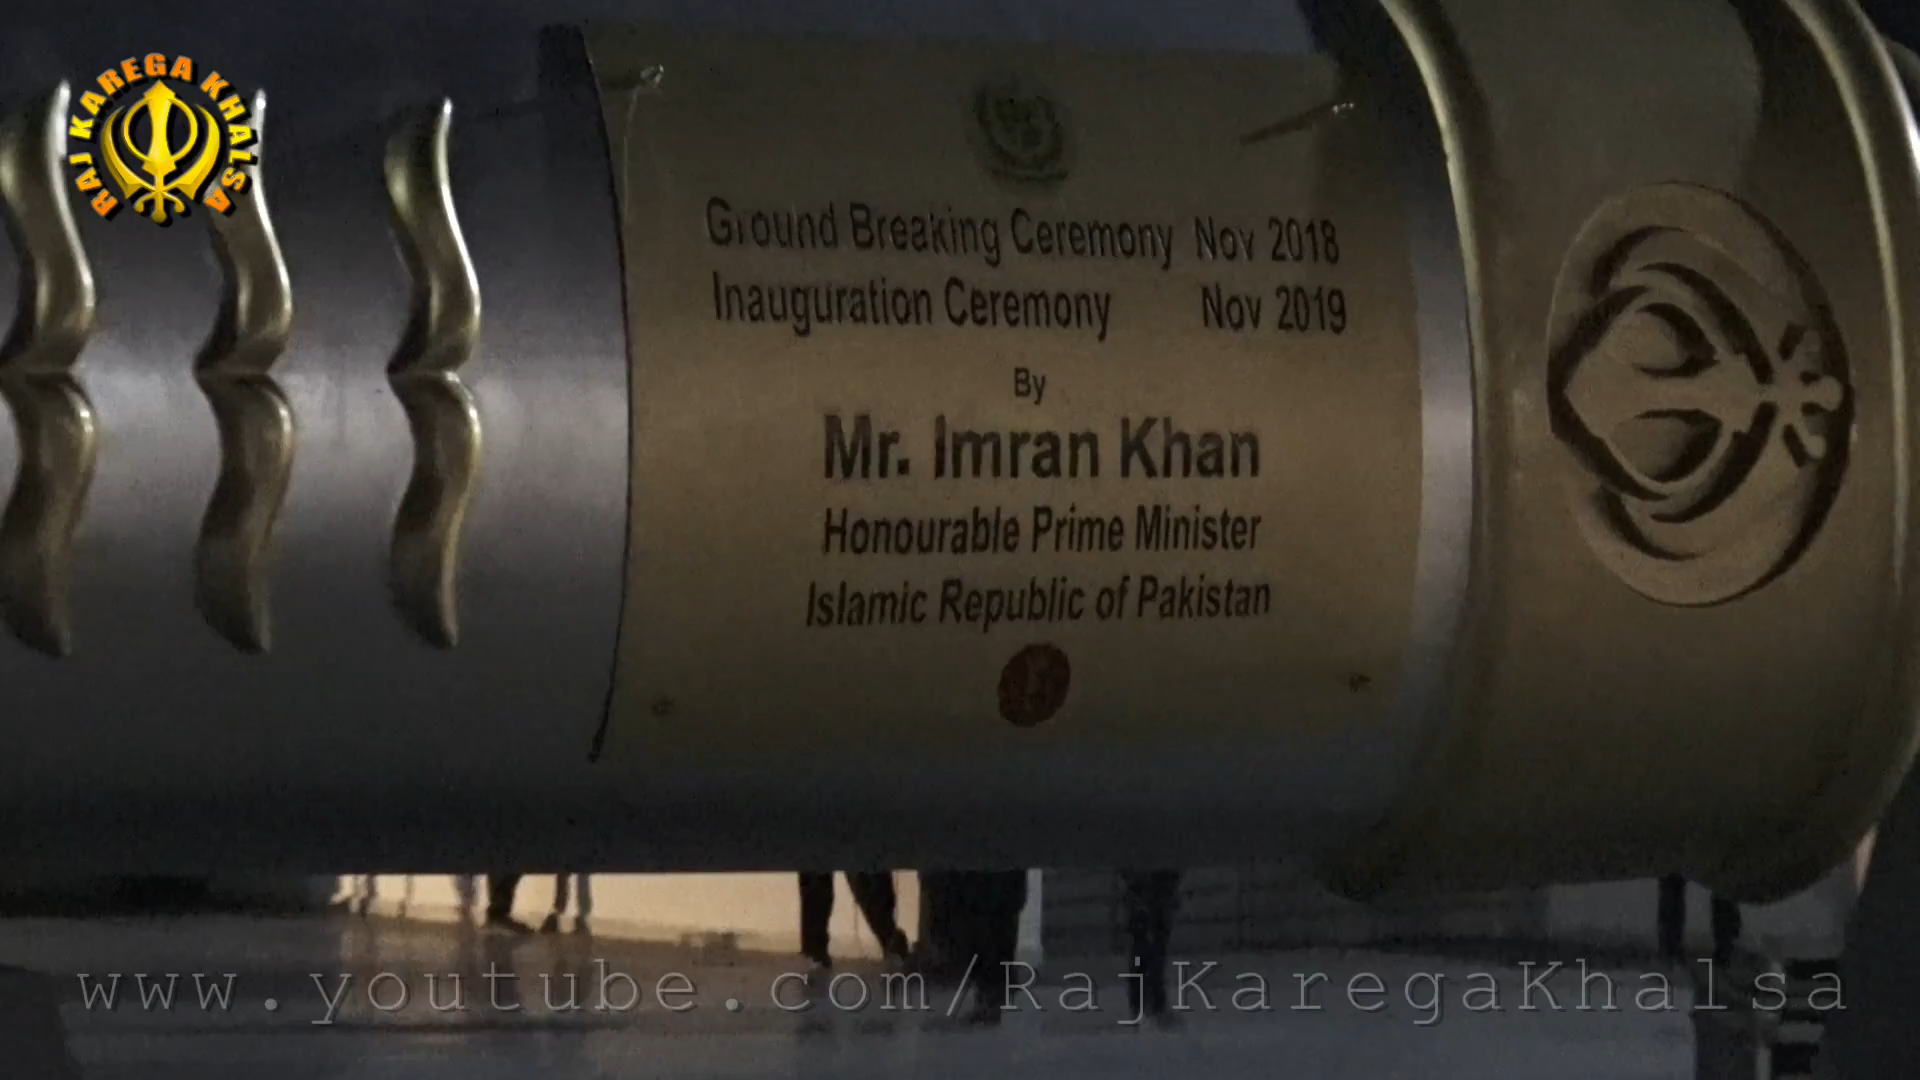 RAJ KAREGA KHALSA
Ground Breaking Ceremony Nov 2018
Inauguration Ceremony Nov 2019
By
Mr. Imran Khan
Honourable Prime Minister
Islamic Republic of Pakistan
www.youtube.com/RajKaregaKhalsa